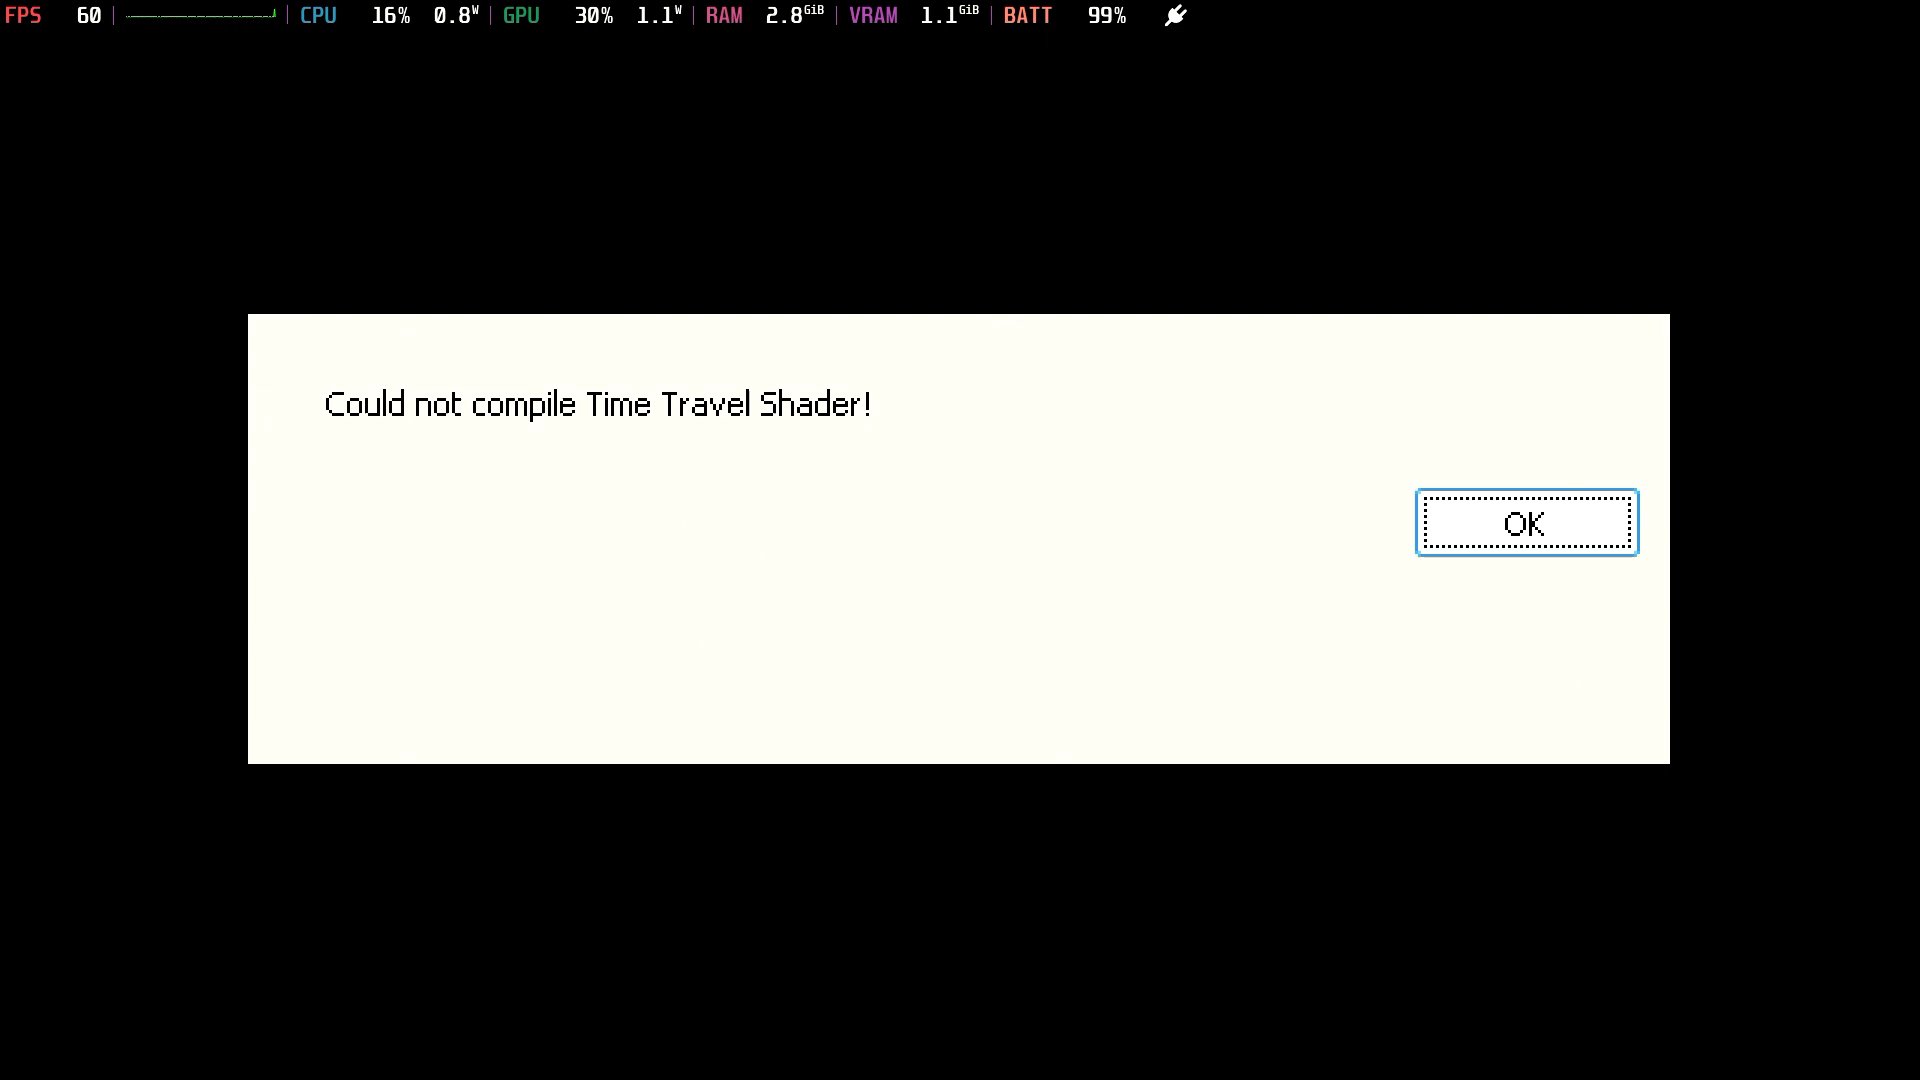 FPS 60 CPU 16% 0.8W GPU 30% 1.1W RAM 2.8GiB VRAM 1.1GiB BATT 99%
Could not compile Time Travel Shader!
OK